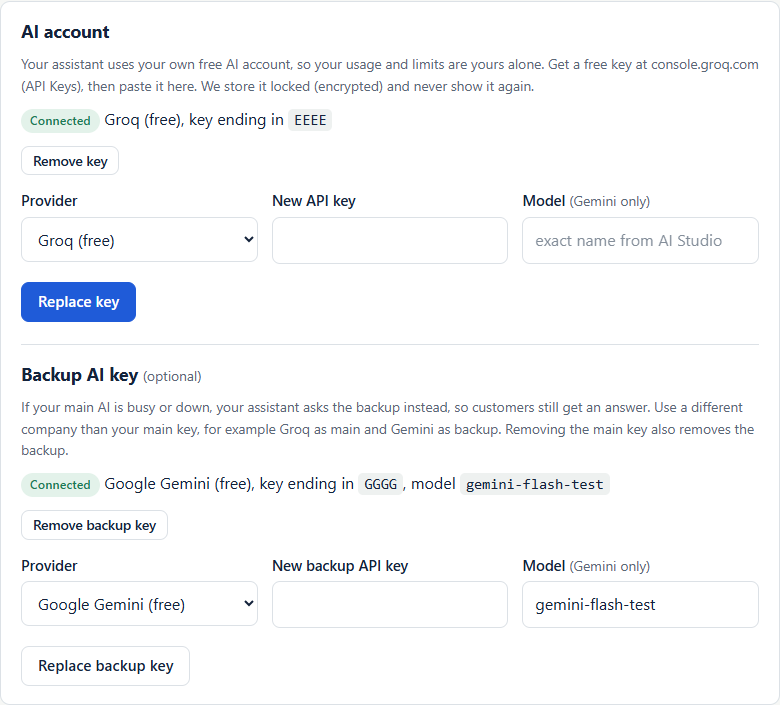 AI account
Your assistant uses your own free AI account, so your usage and limits are yours alone. Get a free key at console.groq.com
(API Keys), then paste it here. We store it locked (encrypted) and never show it again.
Connected Groq (free), key ending in EEEE
Remove key
Provider New API key Model (Gemini only)
Groq (free) exact name from AI Studio
Replace key
Backup AI key (optional)
If your main AI is busy or down, your assistant asks the backup instead, so customers still get an answer. Use a different
company than your main key, for example Groq as main and Gemini as backup. Removing the main key also removes the
backup.
Connected Google Gemini (free), key ending in GGGG, model gemini-flash-test
Remove backup key
Provider New backup API key Model (Gemini only)
Google Gemini (free) gemini-flash-test
Replace backup key